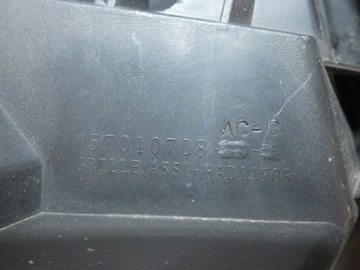 AC-B
57010708
GRILLE ASSY-RADIATOR